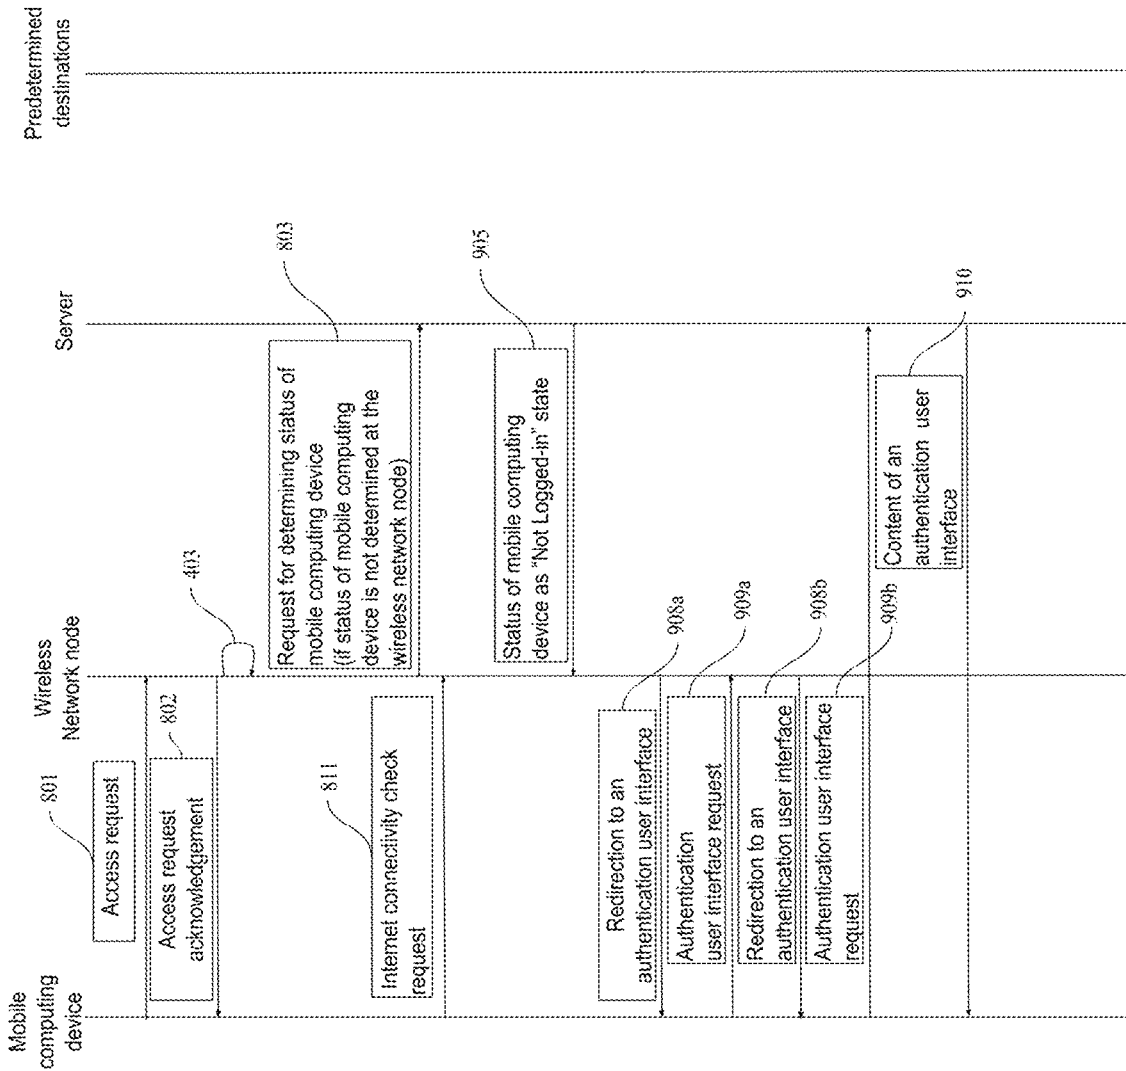 Mobile
computing
device
Wireless
Network node
Server
Predetermined
destinations
801
Access request
802
Access request
acknowledgement
403
803
Request for determining status of
mobile computing device
(if status of mobile computing
device is not determined at the
wireless network node)
811
Internet connectivity check
request
905
Status of mobile computing
device as "Not Logged-in" state
908a
Redirection to an
authentication user interface
909a
Authentication
user interface request
908b
Redirection to an
authentication user interface
909b
Authentication user interface
request
910
Content of an
authentication user
interface